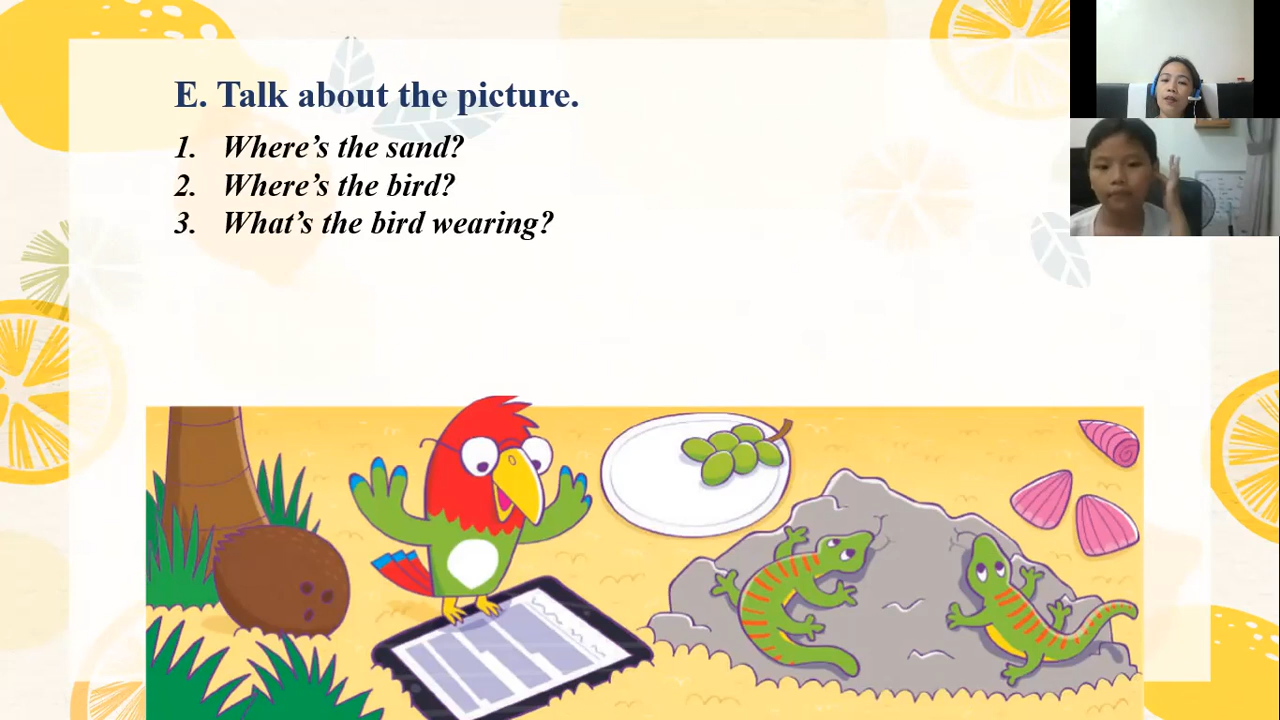 E. Talk about the picture.
1. Where’s the sand?
2. Where’s the bird?
3. What’s the bird wearing?